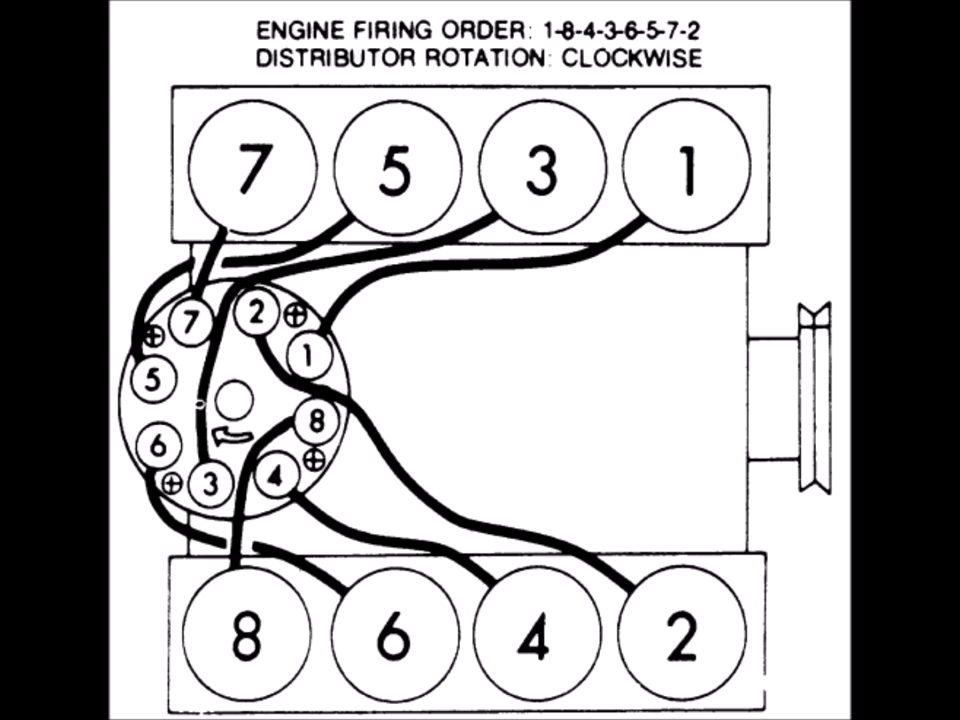 ENGINE FIRING ORDER: 1-8-4-3-6-5-7-2
DISTRIBUTOR ROTATION: CLOCKWISE
7 5 3 1
2
7
1
5
8
6
4
3
8 6 4 2